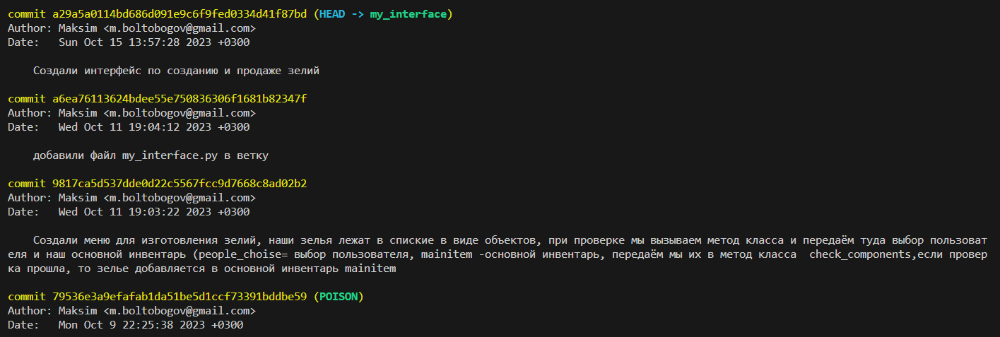 commit a29a5a0114bd686d091e9c6f9fed0334d41f87bd (HEAD -> my_interface)
Author: Maksim <m.boltobogov@gmail.com>
Date:   Sun Oct 15 13:57:28 2023 +0300
Создали интерфейс по созданию и продаже зелий
commit a6ea76113624bdee55e750836306f1681b82347f
Author: Maksim <m.boltobogov@gmail.com>
Date:   Wed Oct 11 19:04:12 2023 +0300
добавили файл my_interface.py в ветку
commit 9817ca5d537dde0d22c5567fcc9d7668c8ad02b2
Author: Maksim <m.boltobogov@gmail.com>
Date:   Wed Oct 11 19:03:22 2023 +0300
Создали меню для изготовления зелий, наши зелья лежат в спиские в виде объектов, при проверке мы вызываем метод класса и передаём туда выбор пользоват
еля и наш основной инвентарь (people_choise= выбор пользователя, mainitem -основной инвентарь, передаём мы их в метод класса  check_components,если провер
ка прошла, то зелье добавляется в основной инвентарь mainitem
commit 79536e3a9efafab1da51be5d1ccf73391bddbe59 (POISON)
Author: Maksim <m.boltobogov@gmail.com>
Date:   Mon Oct 9 22:25:38 2023 +0300